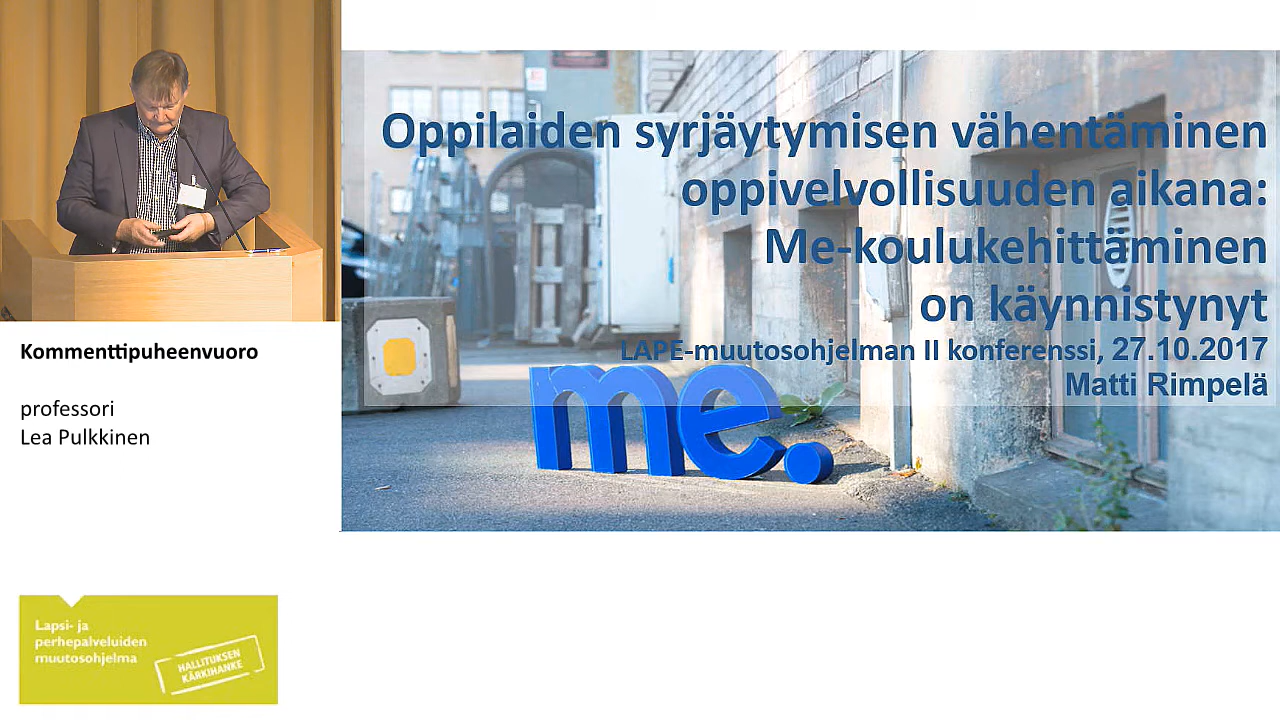 Oppilaiden syrjäytymisen vähentäminen
oppivelvollisuuden aikana:
Me-koulukehittäminen
on käynnistynyt
LAPE-muutosohjelman II konferenssi, 27.10.2017
Matti Rimpelä
me.
Kommenttipuheenvuoro
professori
Lea Pulkkinen
Lapsi- ja
perhepalveluiden
muutosohjelma
HALLITUKSEN
KÄRKIHANKE